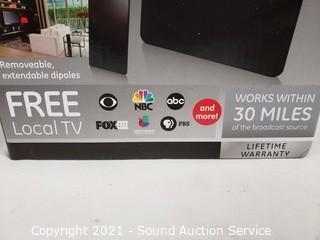 Removeable,
extendable dipoles
FREE
Local TV
NBC
abc
and
more!
FOX
PBS
WORKS WITHIN
30 MILES
of the broadcast source
LIFETIME
WARRANTY
Copyright 2021 - Sound Auction Service